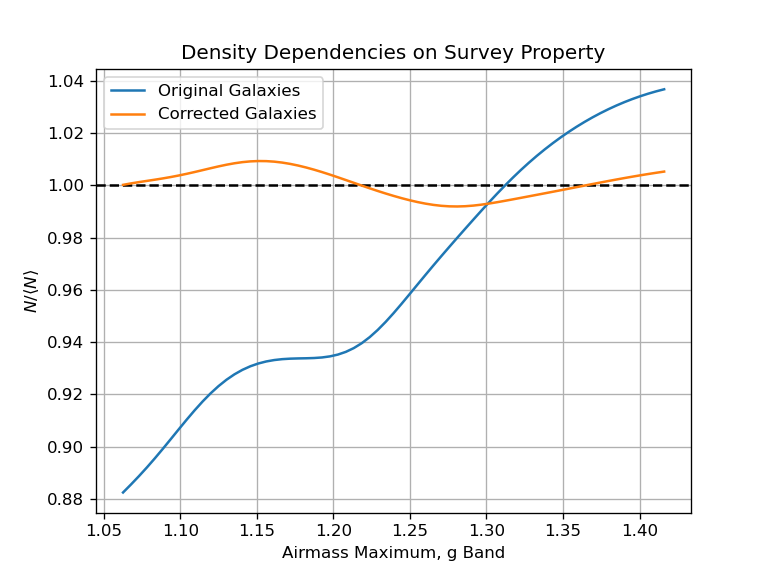 Density Dependencies on Survey Property
Original Galaxies
Corrected Galaxies
1.04
1.02
1.00
0.98
0.96
0.94
0.92
0.90
0.88
N/⟨N⟩
1.05 1.10 1.15 1.20 1.25 1.30 1.35 1.40
Airmass Maximum, g Band